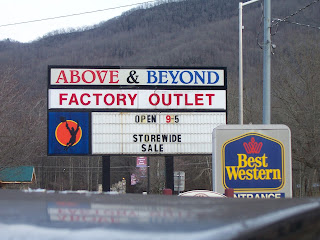 ABOVE & BEYOND
FACTORY OUTLET
OPEN 9-5
STOREWIDE
SALE
Best
Western
ENTRANCE